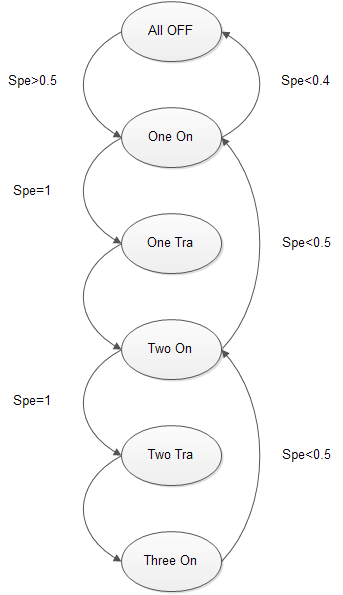 All OFF
Spe>0.5
Spe<0.4
One On
Spe=1
One Tra
Spe<0.5
Two On
Spe=1
Two Tra
Spe<0.5
Three On